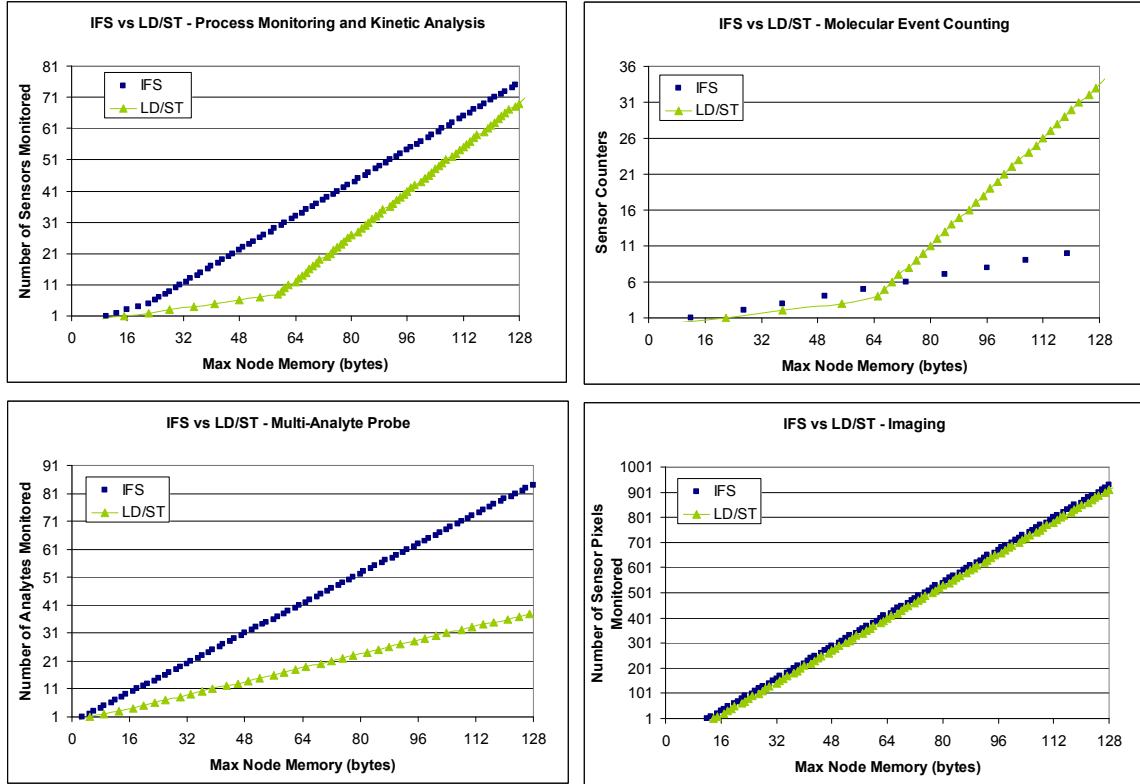 IFS vs LD/ST - Process Monitoring and Kinetic Analysis
Number of Sensors Monitored
81
71
61
51
41
31
21
11
1
IFS
LD/ST
0 16 32 48 64 80 96 112 128
Max Node Memory (bytes)
IFS vs LD/ST - Molecular Event Counting
Sensor Counters
36
31
26
21
16
11
6
1
IFS
LD/ST
0 16 32 48 64 80 96 112 128
Max Node Memory (bytes)
IFS vs LD/ST - Multi-Analyte Probe
Number of Analytes Monitored
91
81
71
61
51
41
31
21
11
1
IFS
LD/ST
0 16 32 48 64 80 96 112 128
Max Node Memory (bytes)
IFS vs LD/ST - Imaging
Number of Sensor Pixels
Monitored
1001
901
801
701
601
501
401
301
201
101
1
IFS
LD/ST
0 16 32 48 64 80 96 112 128
Max Node Memory (bytes)